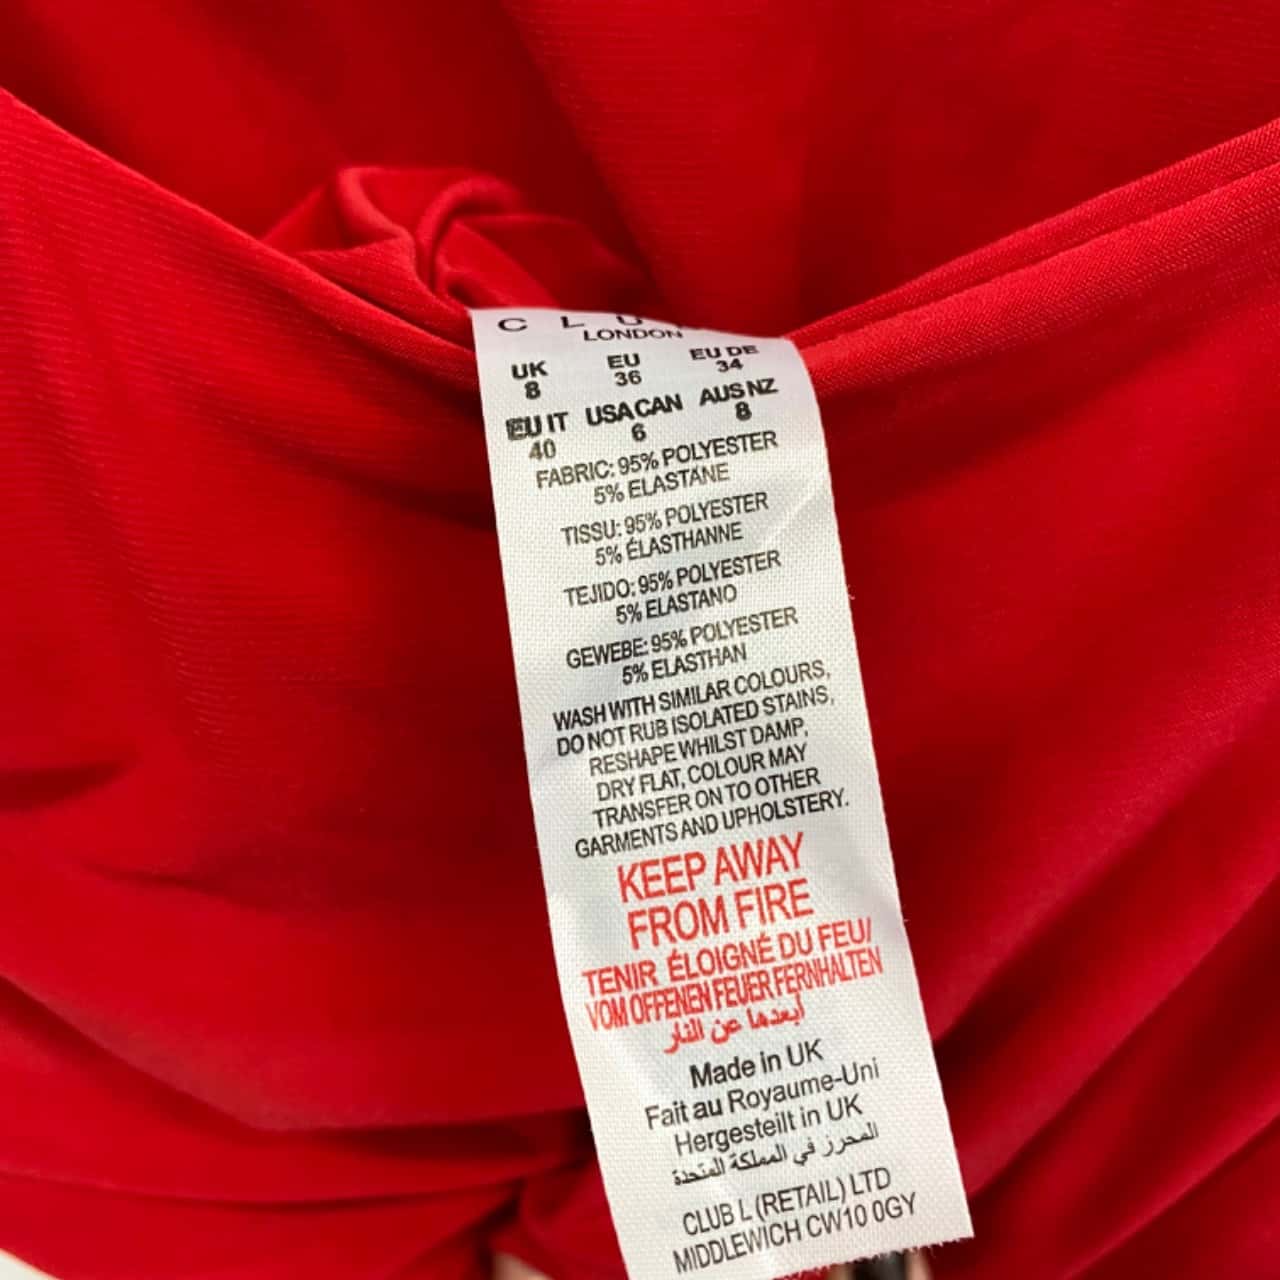 C L U
LONDON
UK EU EU DE
8 36 34
EU IT USA CAN AUS NZ
40 6 8
FABRIC: 95% POLYESTER
5% ELASTANE
TISSU: 95% POLYESTER
5% ÉLASTHANNE
TEJIDO: 95% POLYESTER
5% ELASTANO
GEWEBE: 95% POLYESTER
5% ELASTHAN
WASH WITH SIMILAR COLOURS,
DO NOT RUB ISOLATED STAINS,
RESHAPE WHILST DAMP,
DRY FLAT, COLOUR MAY
TRANSFER ON TO OTHER
GARMENTS AND UPHOLSTERY.
KEEP AWAY
FROM FIRE
TENIR ÉLOIGNÉ DU FEU/
VOM OFFENEN FEUER FERNHALTEN
أبعدها عن النار
Made in UK
Fait au Royaume-Uni
Hergesteilt in UK
المحرز في المملكة المتحدة
CLUB L (RETAIL) LTD
MIDDLEWICH CW10 0GY